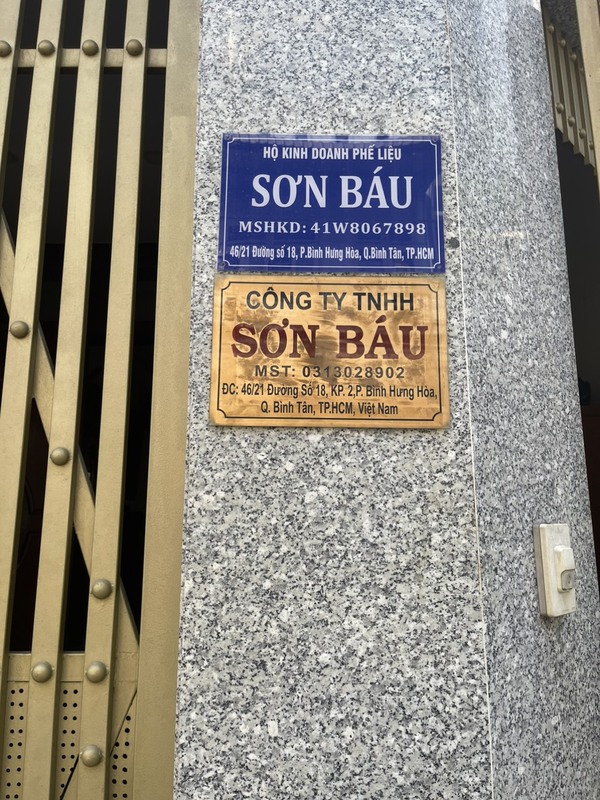 HỘ KINH DOANH PHẾ LIỆU
SƠN BÁU
MSHKD: 41W8067898
46/21 Đường số 18, P.Bình Hưng Hòa, Q.Bình Tân, TP.HCM
CÔNG TY TNHH
SƠN BÁU
MST: 0313028902
ĐC: 46/21 Đường Số 18, KP. 2,P. Bình Hưng Hòa,
Q. Bình Tân, TP.HCM, Việt Nam